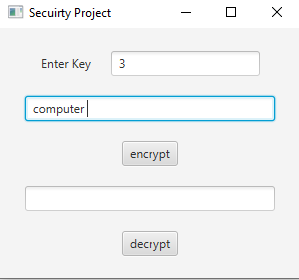 Secuirty Project
Enter Key 3
computer
encrypt
decrypt